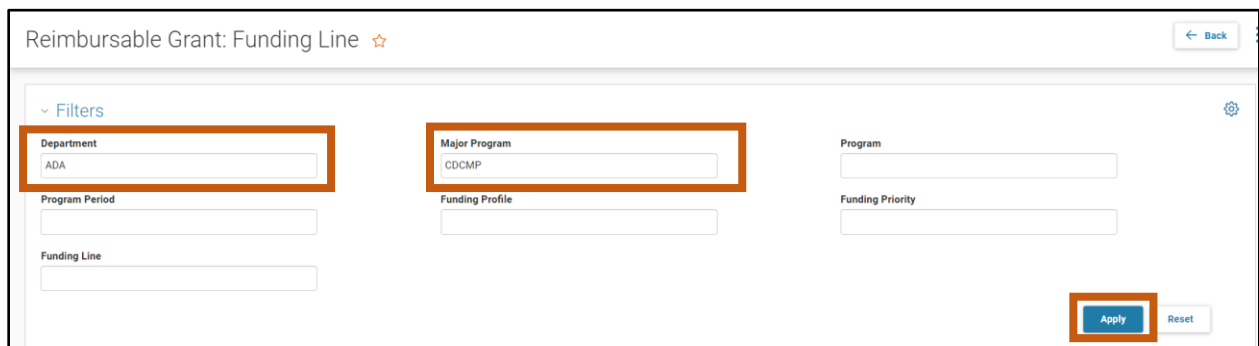 Reimbursable Grant: Funding Line
Back
Filters
Department Major Program Program
ADA CDCMP
Program Period Funding Profile Funding Priority
Funding Line
Apply Reset